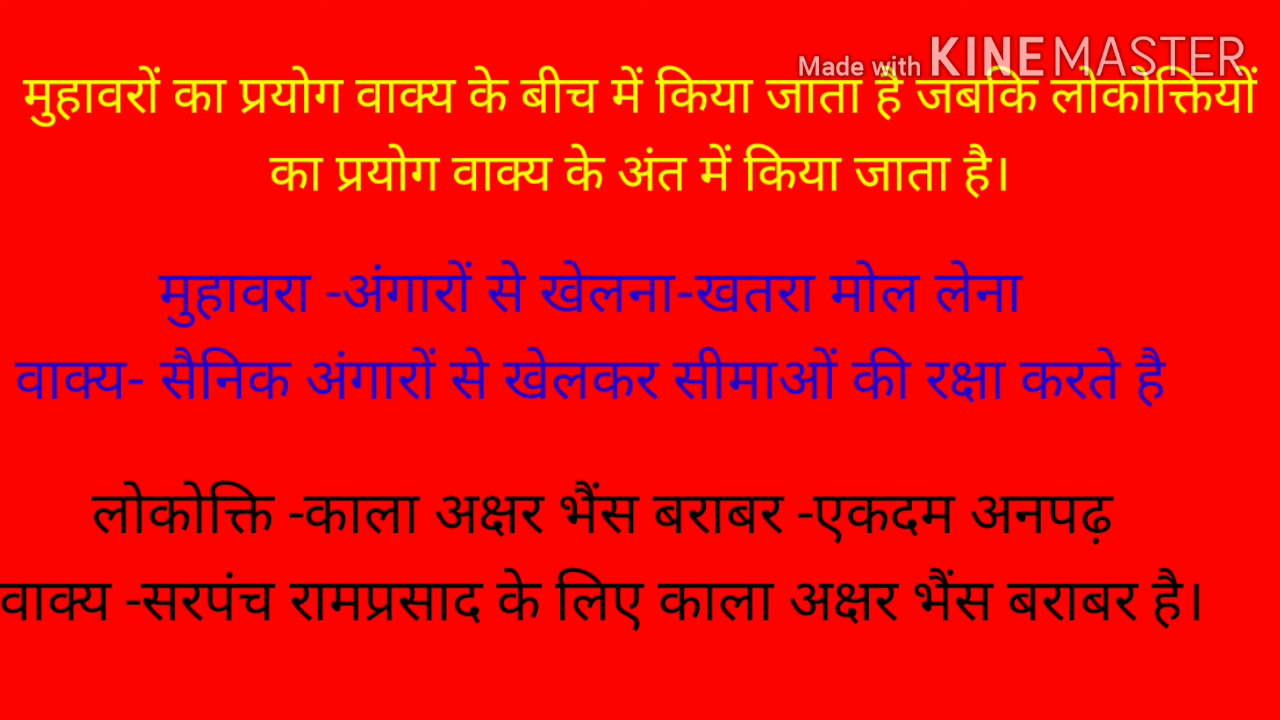 Made with KINEMASTER
मुहावरों का प्रयोग वाक्य के बीच में किया जाता है जबकि लोकोक्तियों
का प्रयोग वाक्य के अंत में किया जाता है।
मुहावरा -अंगारों से खेलना-खतरा मोल लेना
वाक्य- सैनिक अंगारों से खेलकर सीमाओं की रक्षा करते है
लोकोक्ति -काला अक्षर भैंस बराबर -एकदम अनपढ़
वाक्य -सरपंच रामप्रसाद के लिए काला अक्षर भैंस बराबर है।